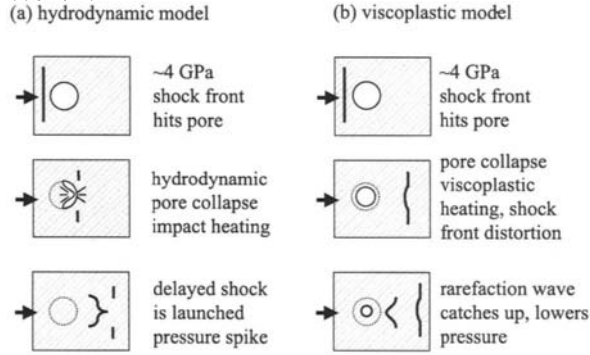 (a) hydrodynamic model
~4 GPa
shock front
hits pore
hydrodynamic
pore collapse
impact heating
delayed shock
is launched
pressure spike
(b) viscoplastic model
~4 GPa
shock front
hits pore
pore collapse
viscoplastic
heating, shock
front distortion
rarefaction wave
catches up, lowers
pressure